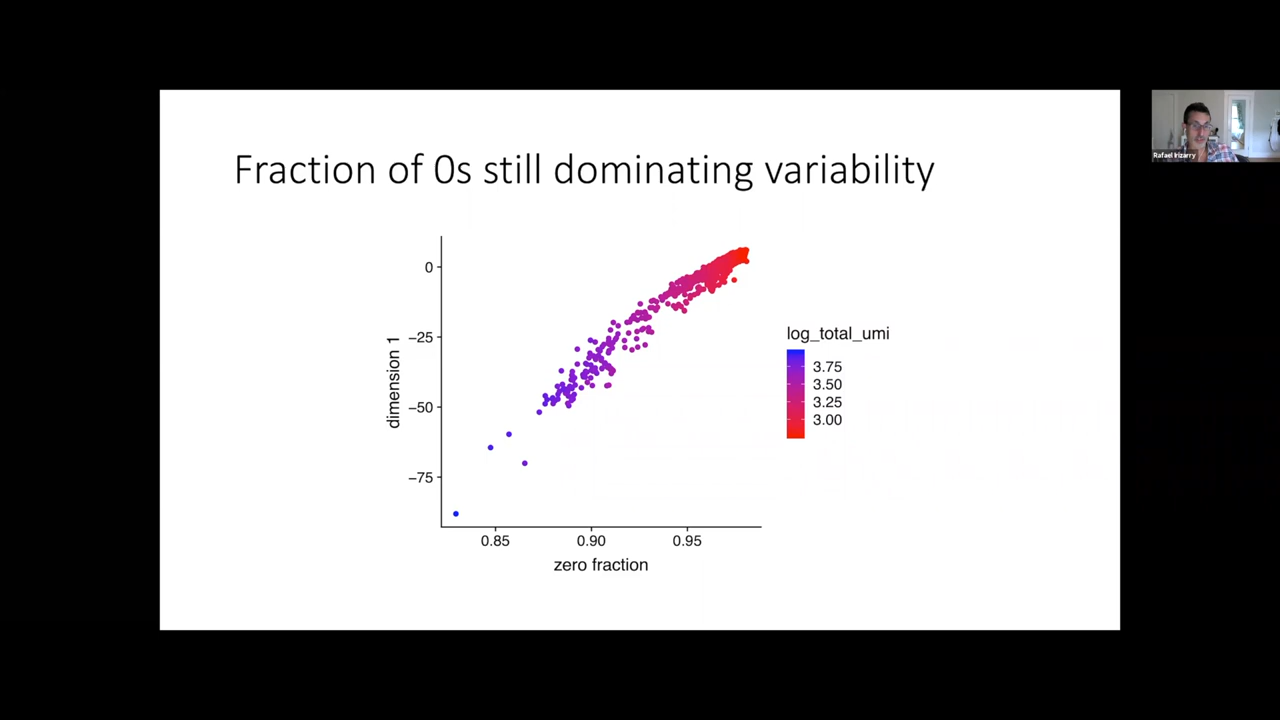 Fraction of 0s still dominating variability
0
−25
−50
−75
dimension 1
0.85
0.90
0.95
zero fraction
log_total_umi
3.75
3.50
3.25
3.00
Rafael Irizarry